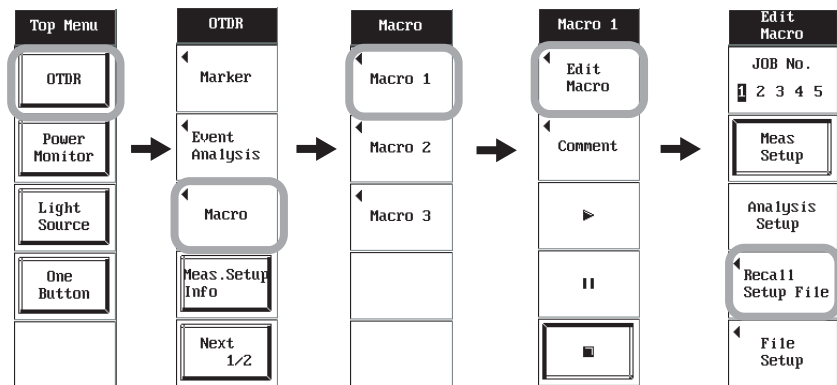 Top Menu
OTDR
Power
Monitor
Light
Source
One
Button
OTDR
Marker
Event
Analysis
Macro
Meas.Setup
Info
Next
1/2
Macro
Macro 1
Macro 2
Macro 3
Macro 1
Edit
Macro
Comment
Edit
Macro
JOB No.
1 2 3 4 5
Meas
Setup
Analysis
Setup
Recall
Setup File
File
Setup